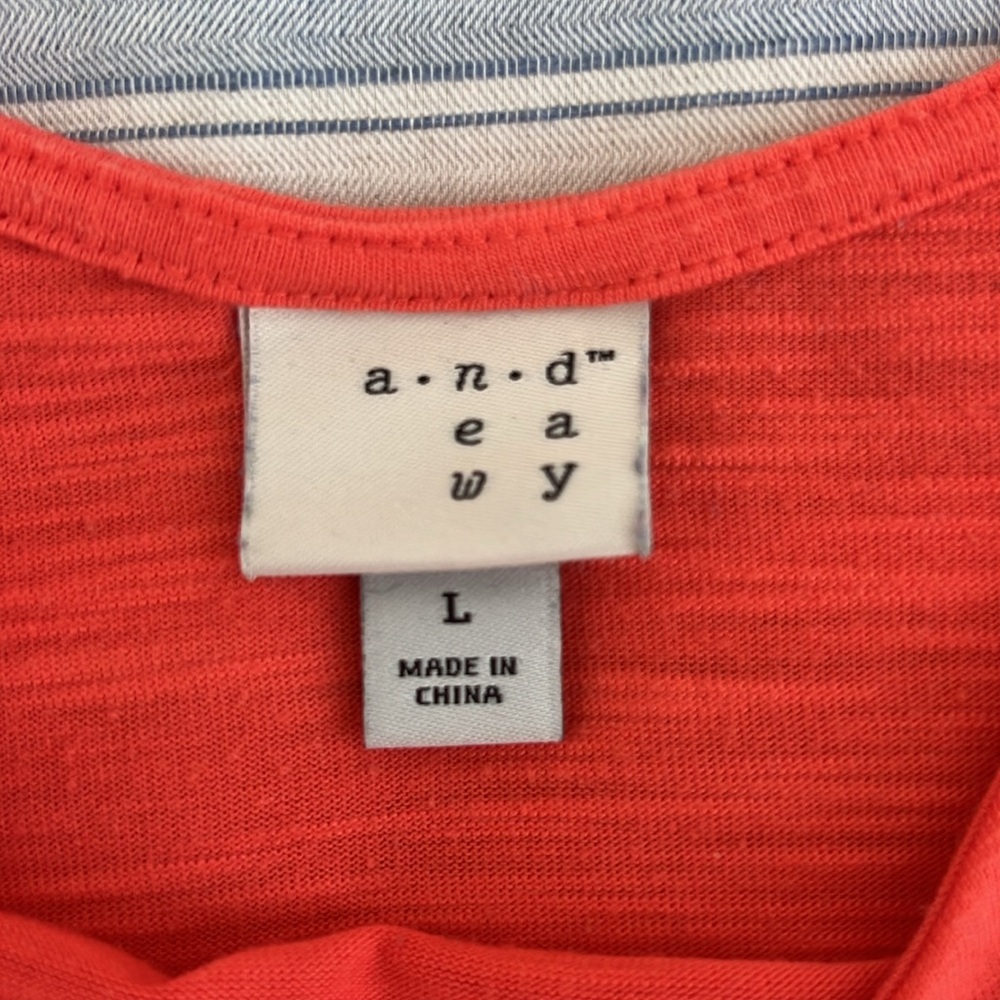 a · n · d™
e a
w y
L
MADE IN
CHINA